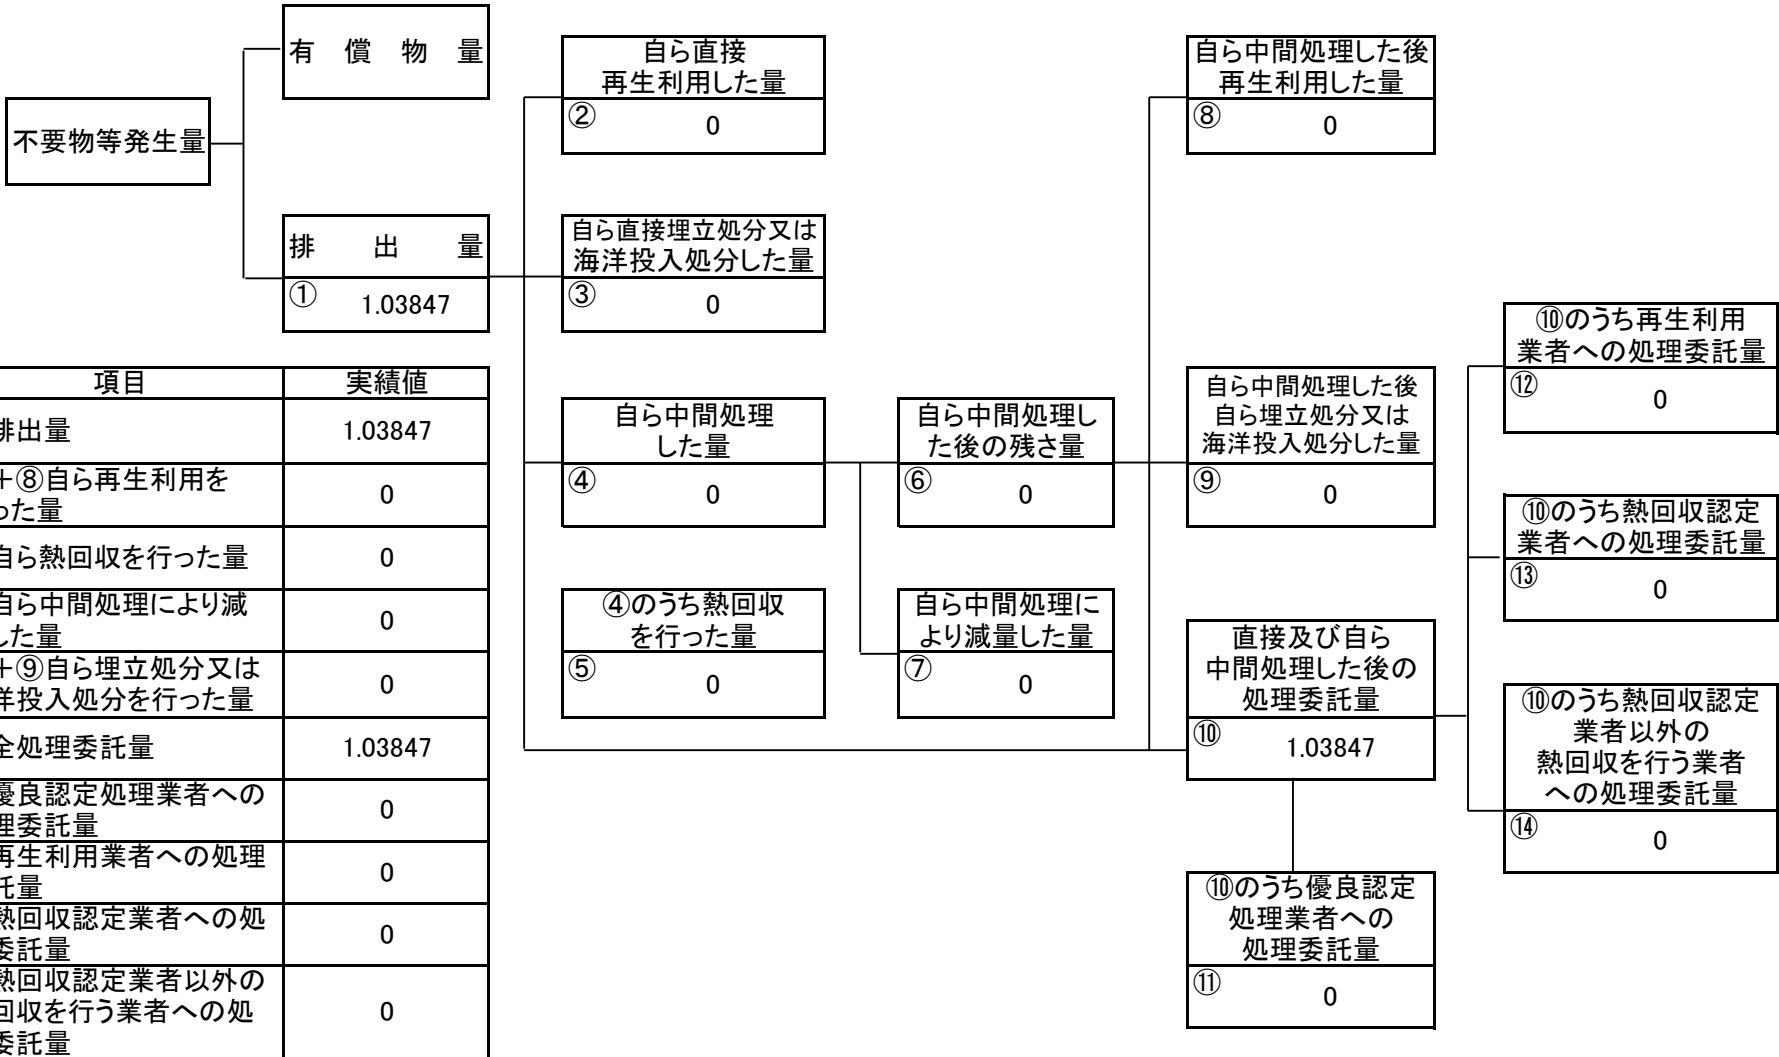 有償物量
不要物等発生量
排出量
① 1.03847
自ら直接
再生利用した量
② 0
自ら直接埋立処分又は
海洋投入処分した量
③ 0
自ら中間処理
した量
④ 0
④のうち熱回収
を行った量
⑤ 0
自ら中間処理し
た後の残さ量
⑥ 0
自ら中間処理に
より減量した量
⑦ 0
自ら中間処理した後
再生利用した量
⑧ 0
自ら中間処理した後
自ら埋立処分又は
海洋投入処分した量
⑨ 0
直接及び自ら
中間処理した後の
処理委託量
⑩ 1.03847
⑩のうち優良認定
処理業者への
処理委託量
⑪ 0
⑩のうち再生利用
業者への処理委託量
⑫ 0
⑩のうち熱回収認定
業者への処理委託量
⑬ 0
⑩のうち熱回収認定
業者以外の
熱回収を行う業者
への処理委託量
⑭ 0
項目 実績値
排出量 1.03847
+⑧自ら再生利用を
った量 0
自ら熱回収を行った量 0
自ら中間処理により減
した量 0
+⑨自ら埋立処分又は
洋投入処分を行った量 0
全処理委託量 1.03847
優良認定処理業者への
理委託量 0
再生利用業者への処理
託量 0
熱回収認定業者への処
委託量 0
熱回収認定業者以外の
回収を行う業者への処
委託量 0